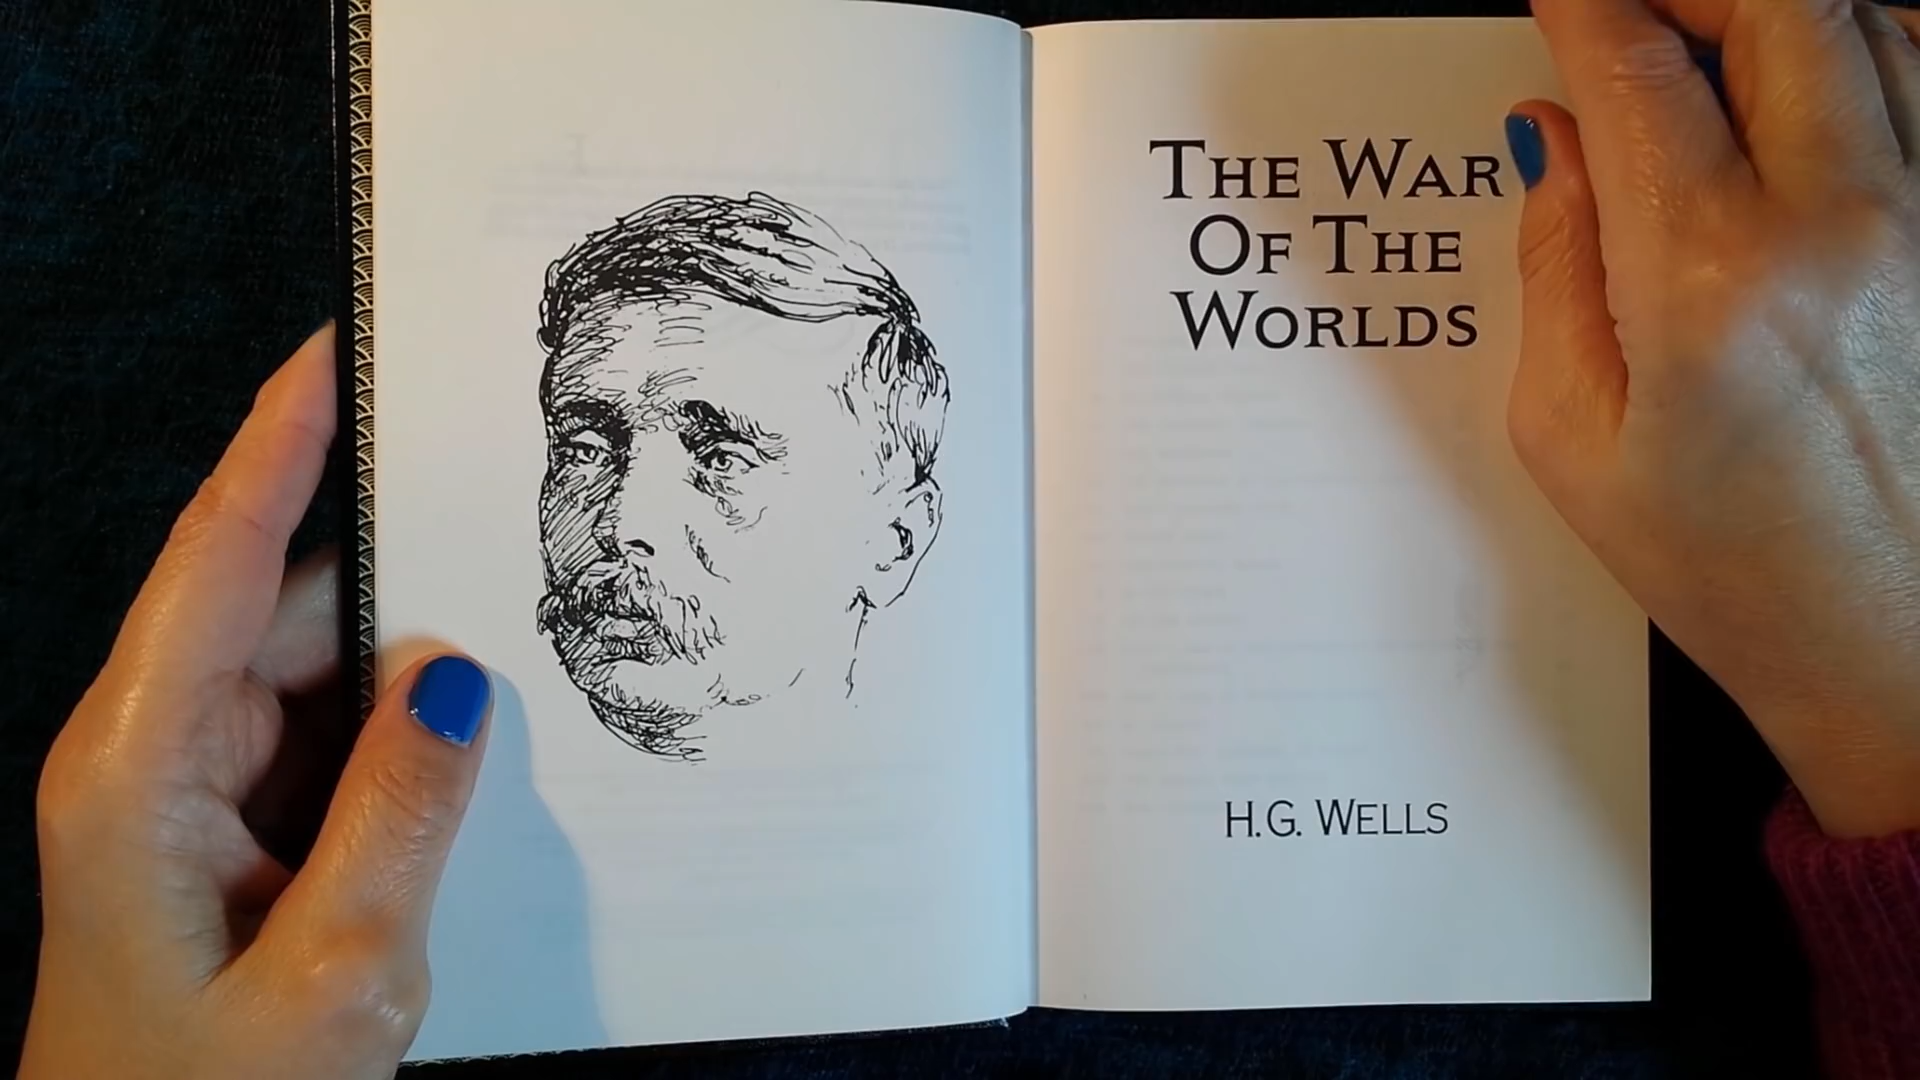 The War
Of The
Worlds
H.G. Wells